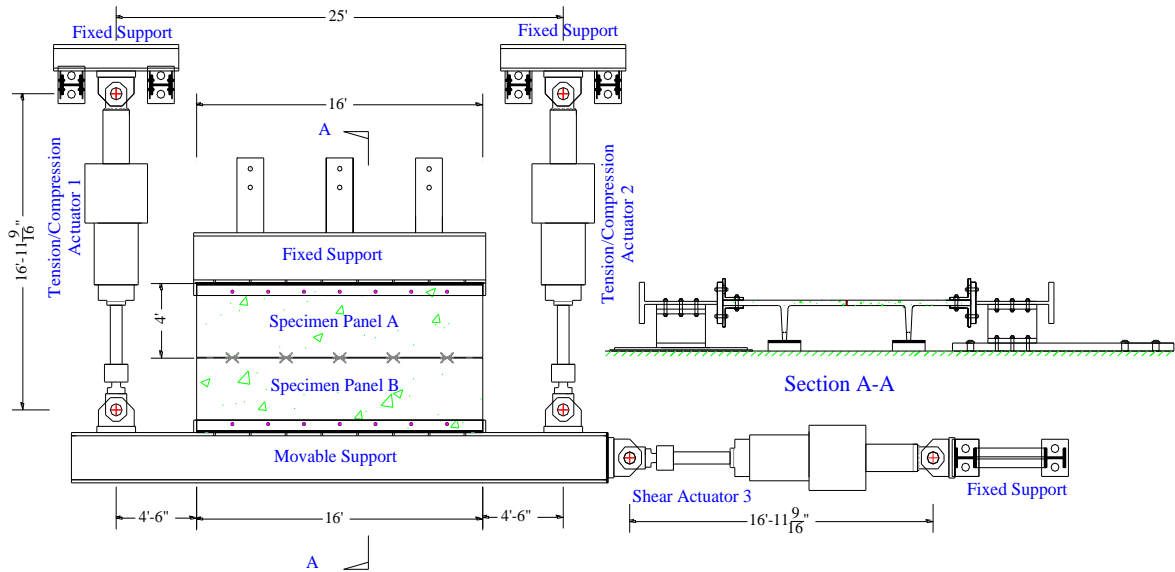 25'
Fixed Support
Fixed Support
16'
A
Tension/Compression
Actuator 1
16'-11 9/16"
Tension/Compression
Actuator 2
Fixed Support
4'
Specimen Panel A
Specimen Panel B
Section A-A
Movable Support
Shear Actuator 3
Fixed Support
4'-6"
16'
4'-6"
16'-11 9/16"
A